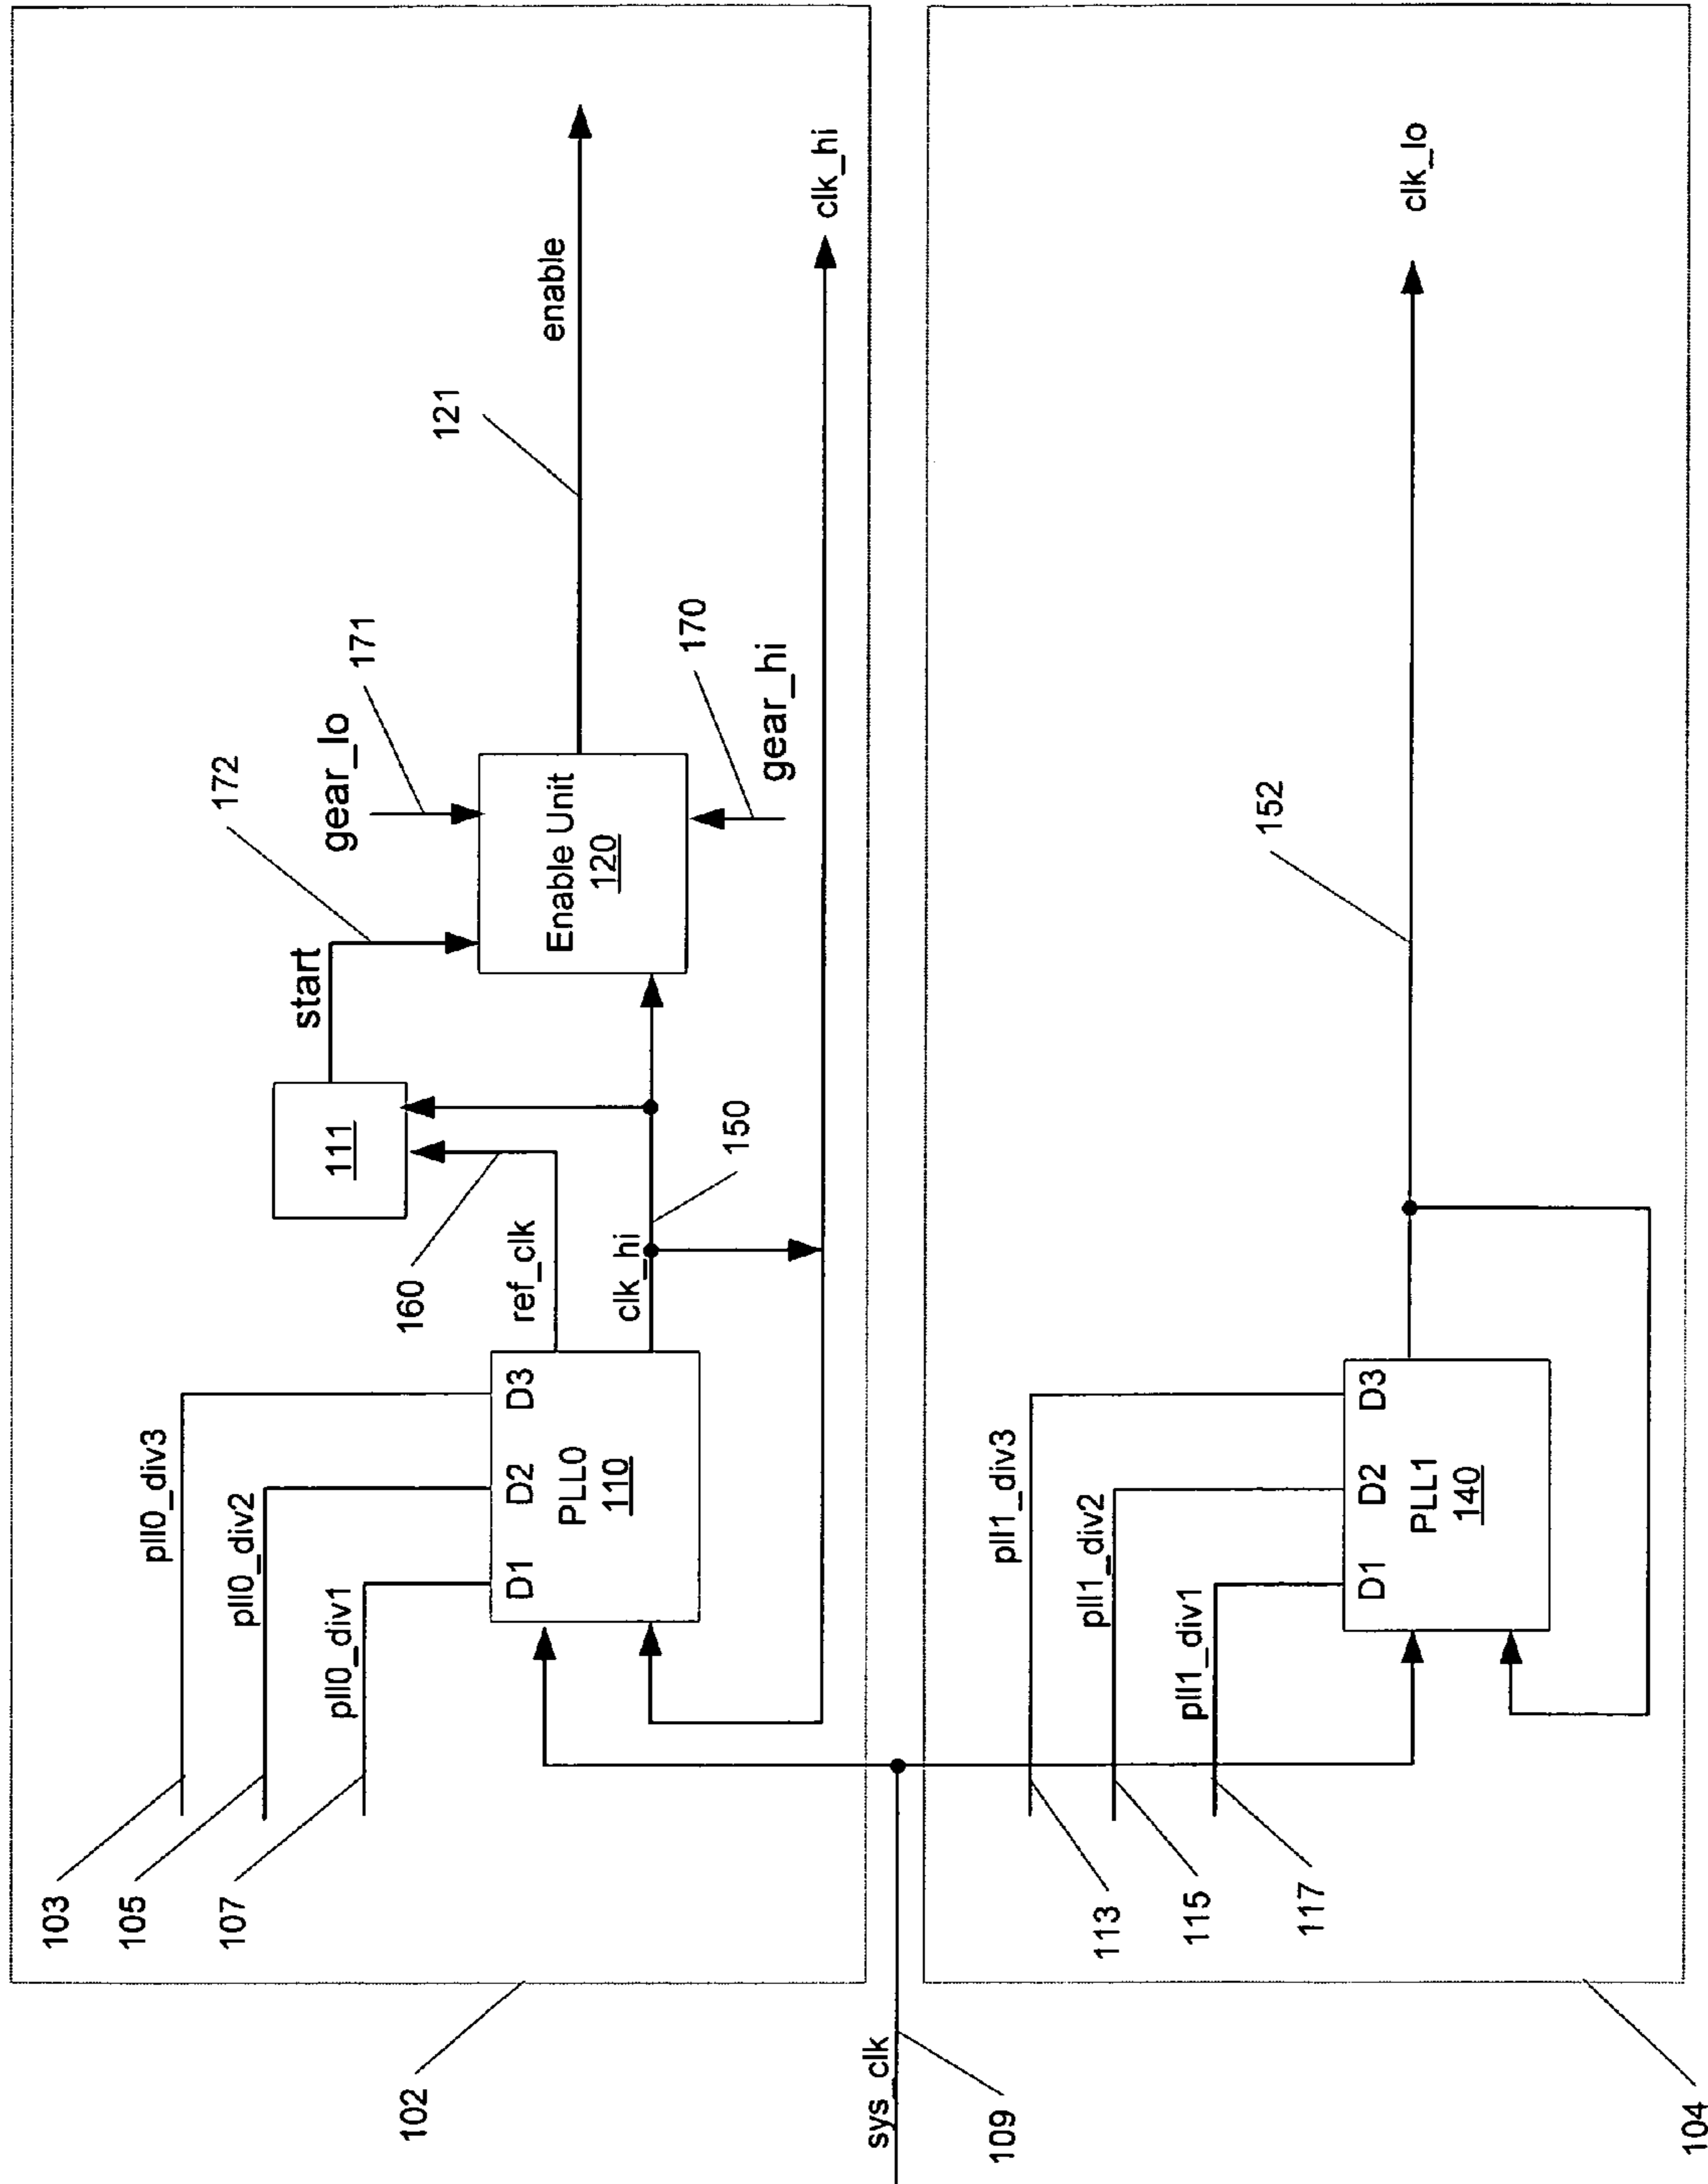 103
pll0_div3
105
pll0_div2
107
pll0_div1
D1 D2 D3
PLL0
110
ref_clk
160
clk_hi
150
111
start
172
gear_lo
171
Enable Unit
120
170
gear_hi
121
enable
clk_hi
102
sys_clk
109
113
pll1_div3
115
pll1_div2
117
pll1_div1
D1 D2 D3
PLL1
140
152
clk_lo
104